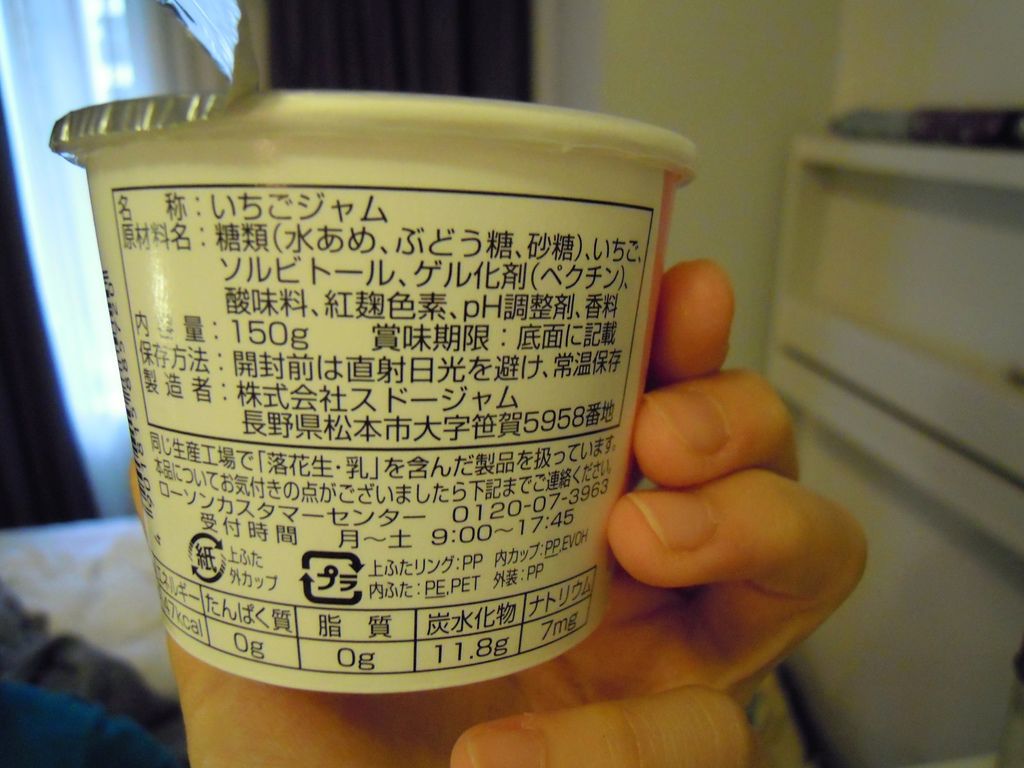 名 称：いちごジャム
原材料名：糖類（水あめ、ぶどう糖、砂糖）、いちご、
ソルビトール、ゲル化剤（ペクチン）、
酸味料、紅麹色素、pH調整剤、香料
内 量：150g 賞味期限：底面に記載
保存方法：開封前は直射日光を避け、常温保存
製造者：株式会社スドージャム
長野県松本市大字笹賀5958番地
同じ生産工場で「落花生・乳」を含んだ製品を扱っています。
本品についてお気付きの点がございましたら下記までご連絡ください。
ローソンカスタマーセンター 0120-07-3963
受付時間 月～土 9:00～17:45
紙 上ふた
外カップ
プラ 上ふたリング：PP 内カップ：PP,EVOH
内ふた：PE,PET 外装：PP
エネルギー たんぱく質 脂質 炭水化物 ナトリウム
7kcal 0g 0g 11.8g 7mg